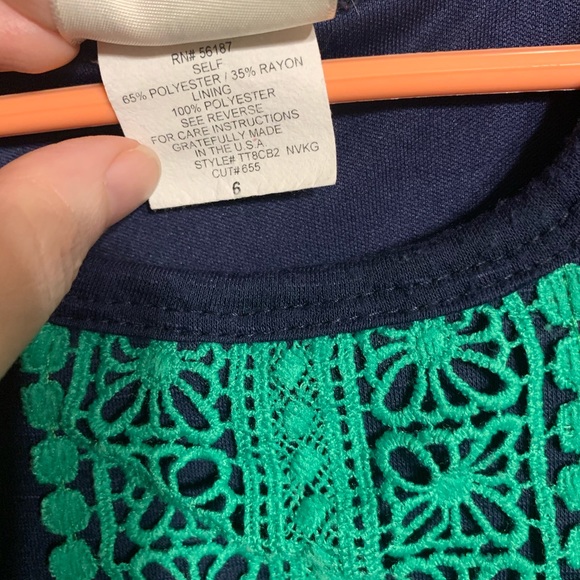 RN# 56187
SELF
65% POLYESTER / 35% RAYON
LINING
100% POLYESTER
SEE REVERSE
FOR CARE INSTRUCTIONS
GRATEFULLY MADE
IN THE U.S.A.
STYLE# TT8CB2 NVKG
CUT#655
6